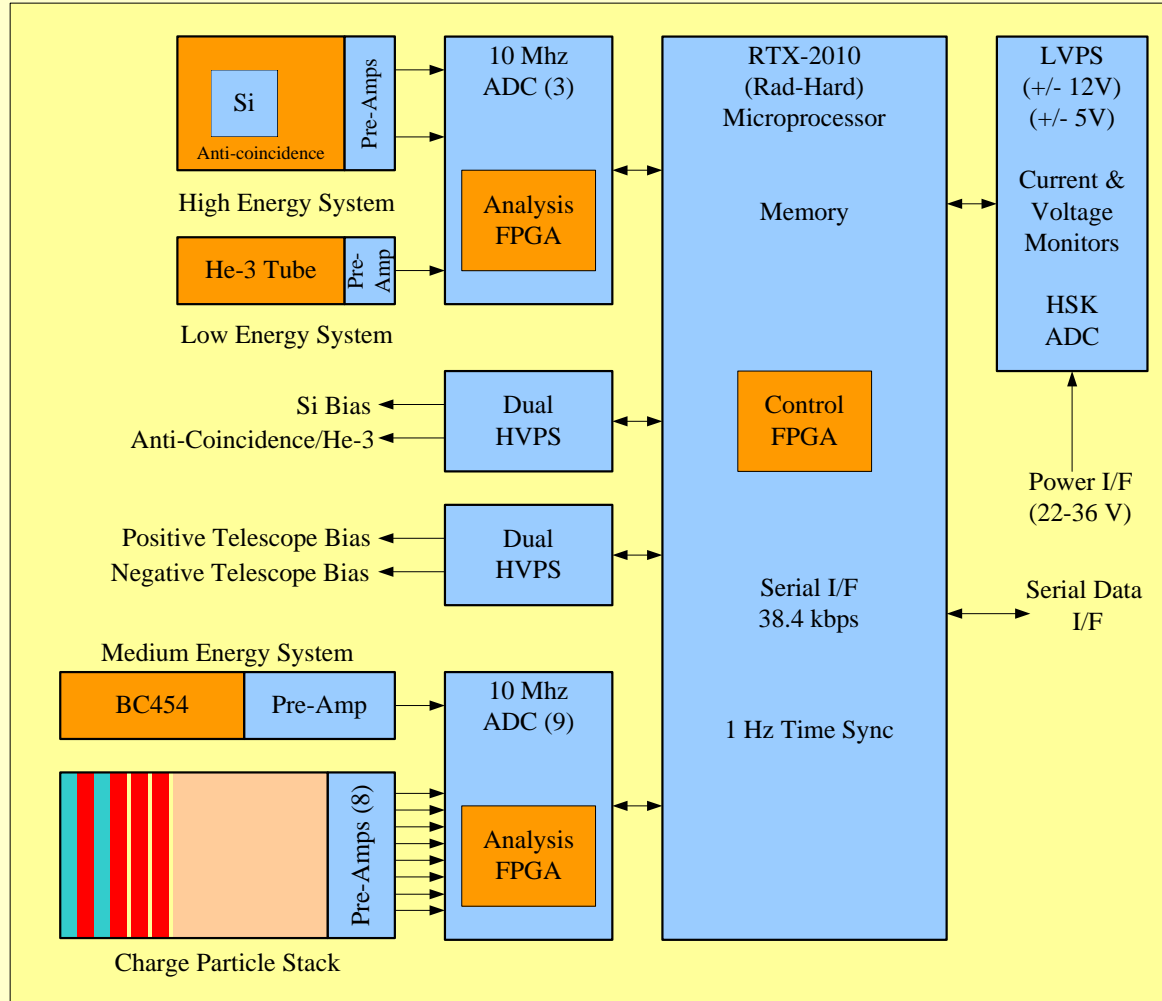 Si
Anti-coincidence
Pre-Amps
High Energy System
He-3 Tube
Pre-
Amp
Low Energy System
10 Mhz
ADC (3)
Analysis
FPGA
Si Bias
Anti-Coincidence/He-3
Dual
HVPS
Positive Telescope Bias
Negative Telescope Bias
Dual
HVPS
Medium Energy System
BC454
Pre-Amp
Pre-Amps (8)
Charge Particle Stack
10 Mhz
ADC (9)
Analysis
FPGA
RTX-2010
(Rad-Hard)
Microprocessor
Memory
Control
FPGA
Serial I/F
38.4 kbps
1 Hz Time Sync
LVPS
(+/- 12V)
(+/- 5V)
Current &
Voltage
Monitors
HSK
ADC
Power I/F
(22-36 V)
Serial Data
I/F